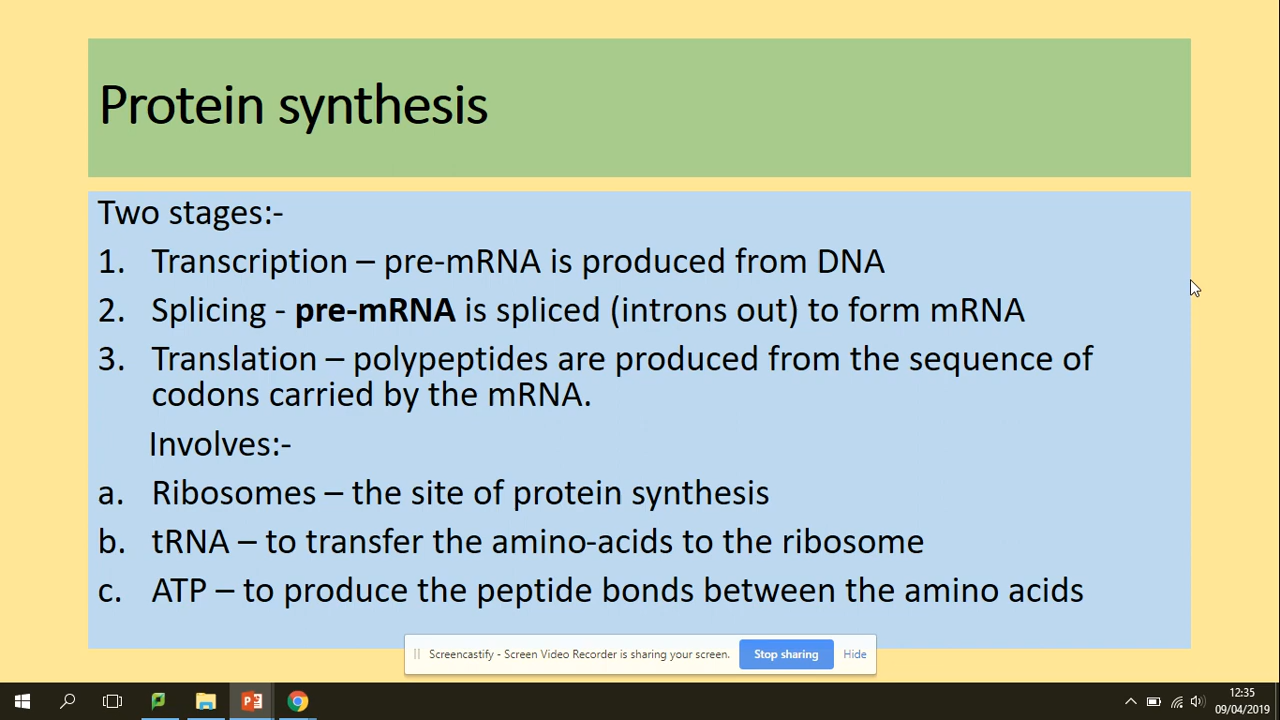 Protein synthesis
Two stages:-
1. Transcription – pre-mRNA is produced from DNA
2. Splicing - pre-mRNA is spliced (introns out) to form mRNA
3. Translation – polypeptides are produced from the sequence of
codons carried by the mRNA.
Involves:-
a. Ribosomes – the site of protein synthesis
b. tRNA – to transfer the amino-acids to the ribosome
c. ATP – to produce the peptide bonds between the amino acids
Screencastify - Screen Video Recorder is sharing your screen. Stop sharing Hide
12:35
09/04/2019